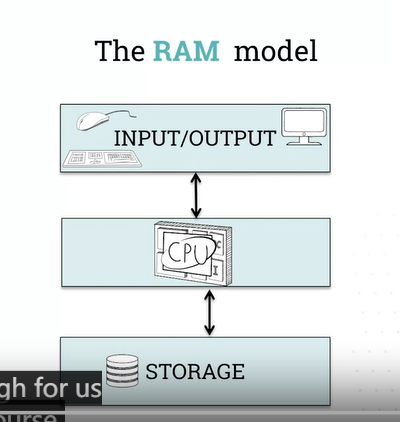 The RAM model
INPUT/OUTPUT
CPU
C
I
STORAGE
gh for us
ourse